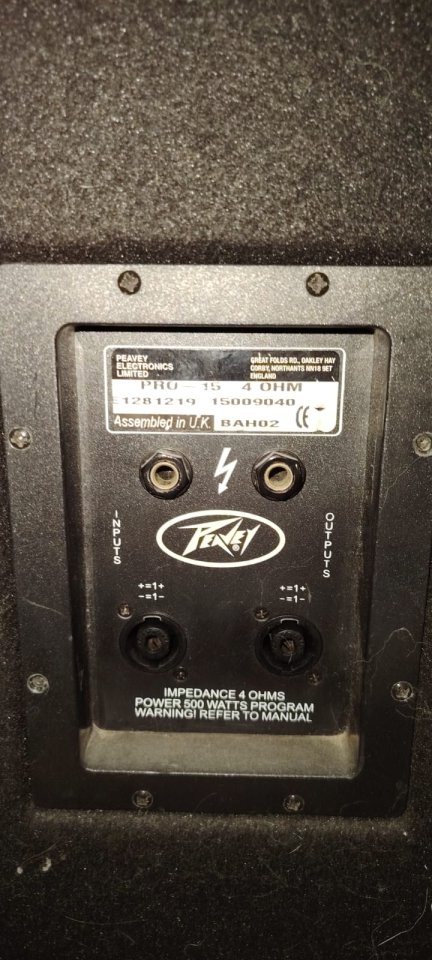 PEAVEY
ELECTRONICS
LIMITED
GREAT FOLDS RD., OAKLEY HAY
CORBY, NORTHANTS NN18 9ET
ENGLAND
PRO - 15 4 OHM
E1281219 15009040
Assembled in U.K. BAH02 CE
INPUTS
OUTPUTS
PEAVEY®
+=1+
-=1-
+=1+
-=1-
IMPEDANCE 4 OHMS
POWER 500 WATTS PROGRAM
WARNING! REFER TO MANUAL